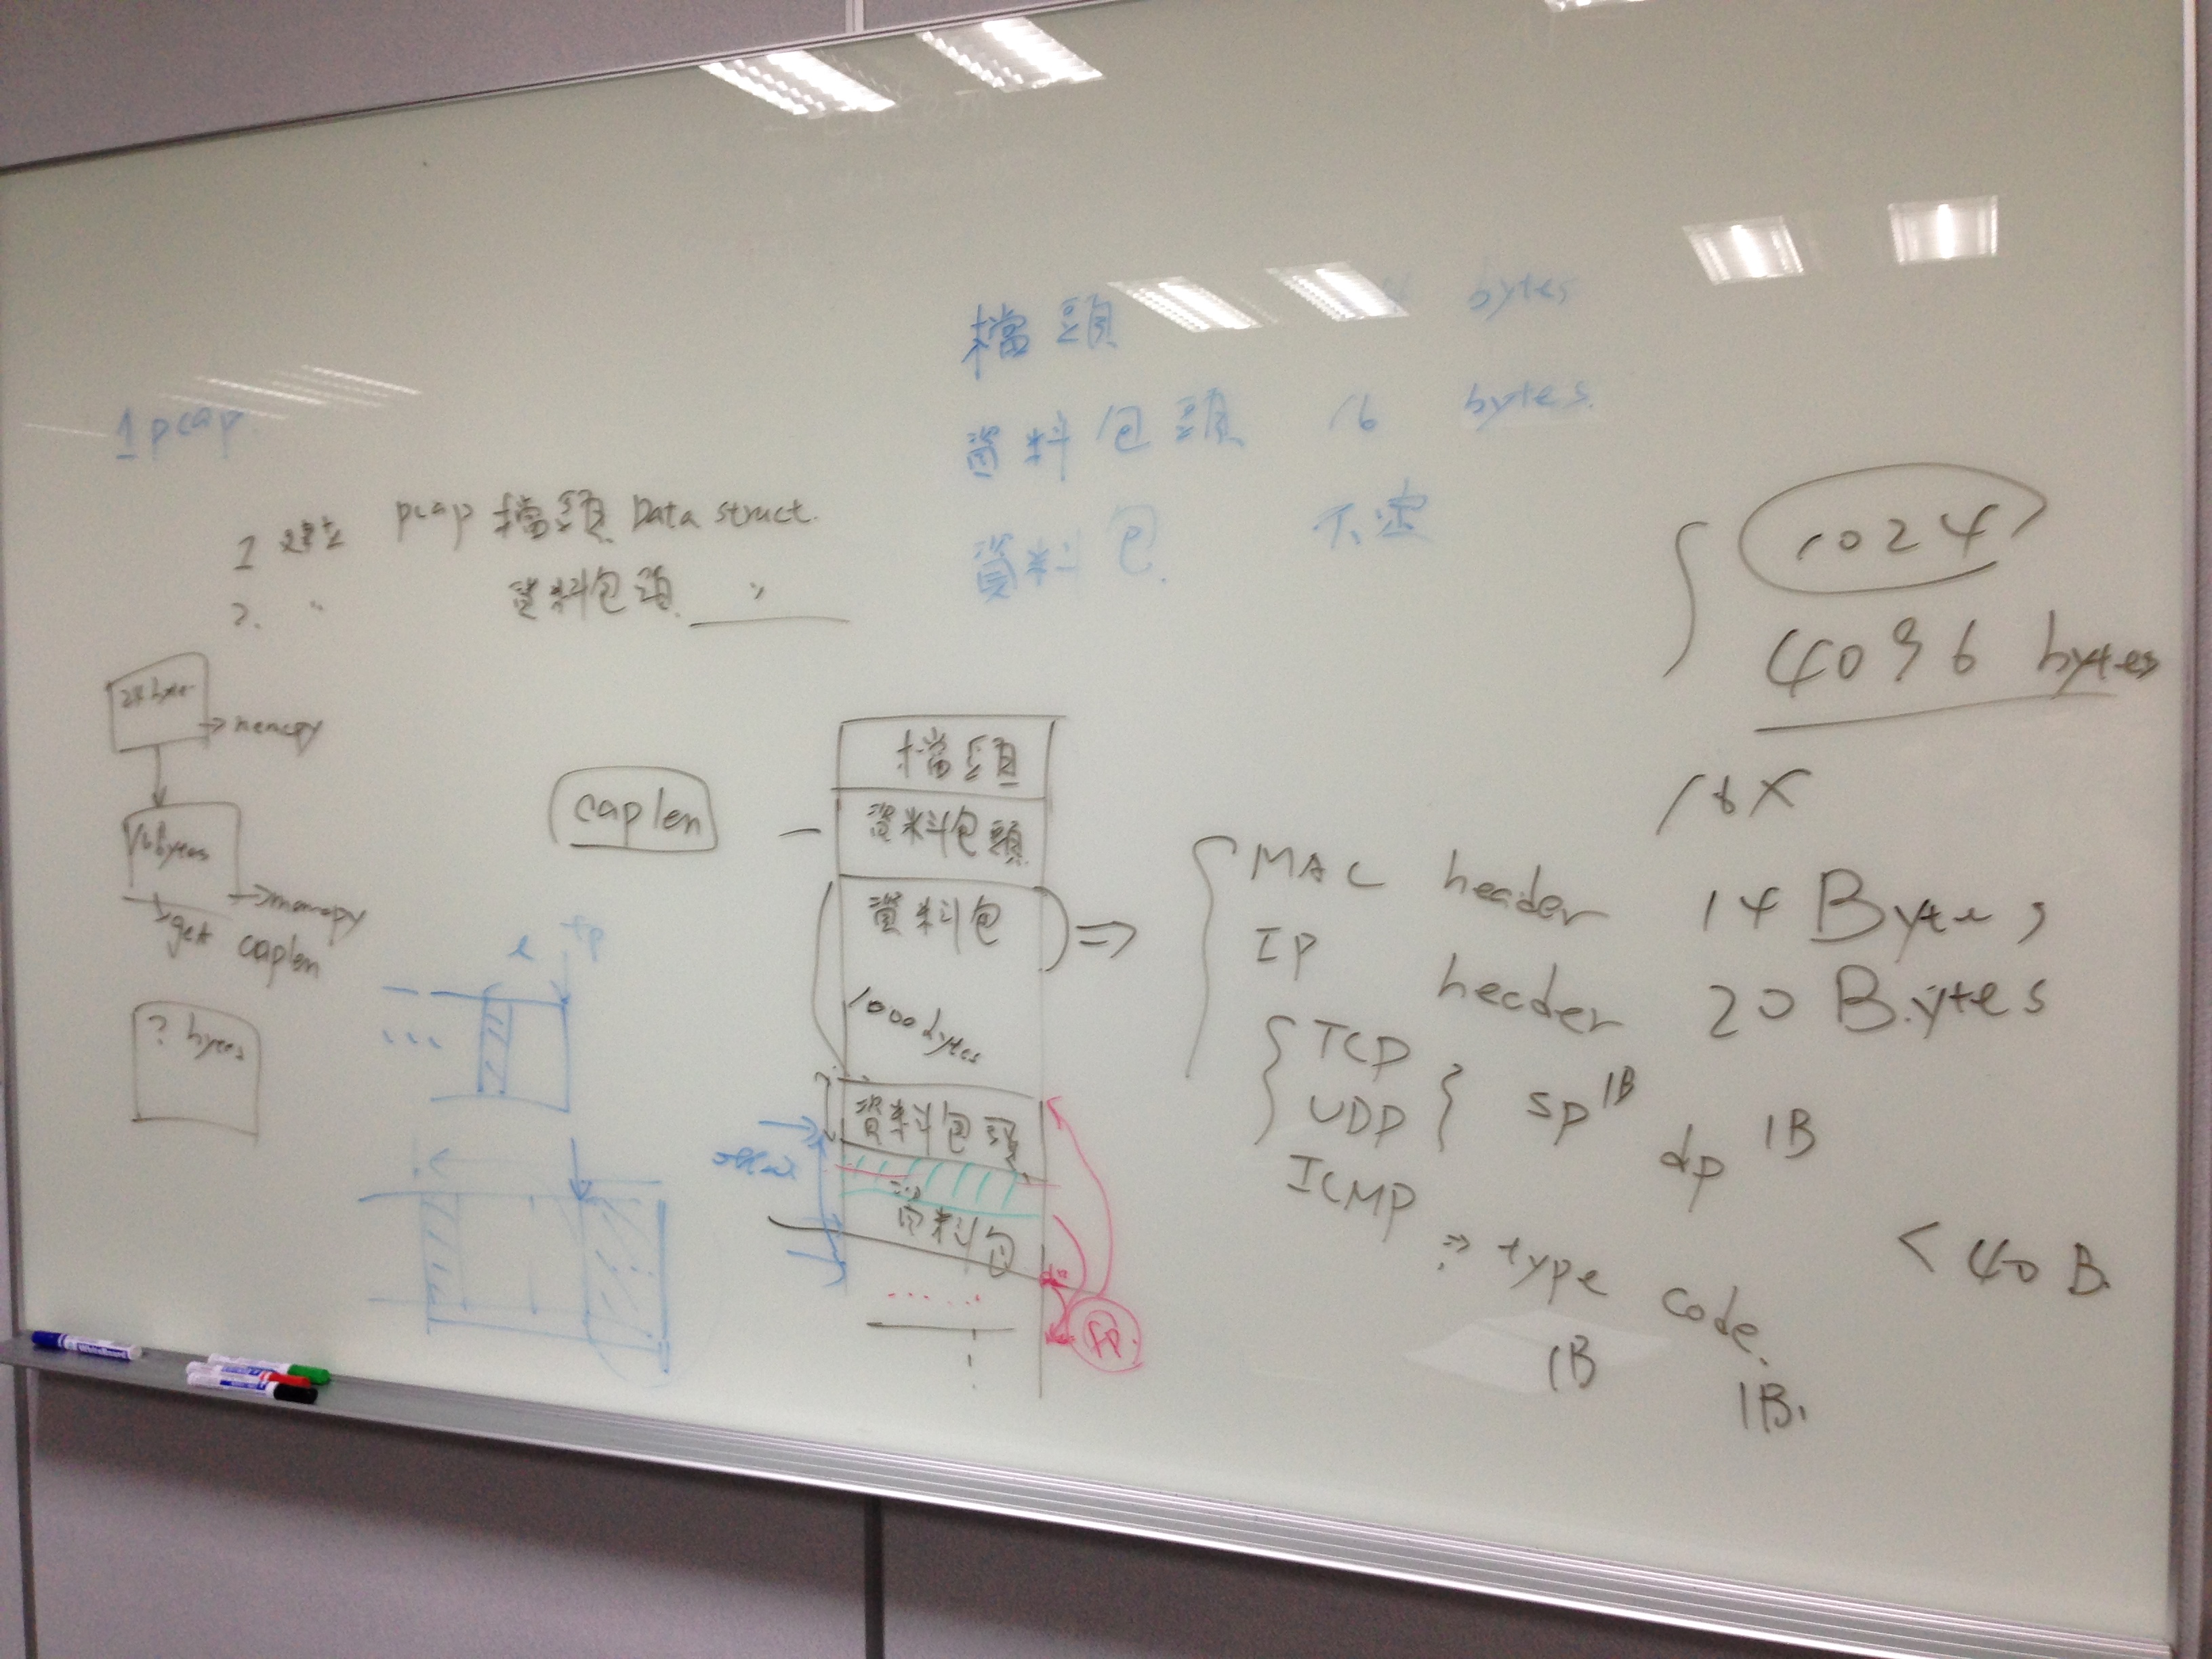 檔頭 bytes
資料包頭 16 bytes.
資料包. 不定
1 pcap.
1 建立 pcap 檔頭 Data struct.
2. 〃 資料包頭 〃
1024
4096 bytes
16X
24 byte
→ memcpy
16 bytes
→ memcpy
→ get caplen
? bytes
caplen
檔頭
資料包頭
資料包
1000 bytes
資料包頭
資料包
fp.
⇒
MAC header 14 Bytes
IP header 20 Bytes
TCP
UDP
sp 1B dp 1B
ICMP ⇒ type code.
1B 1B.
< 40 B.
l fp
WhiteBoard